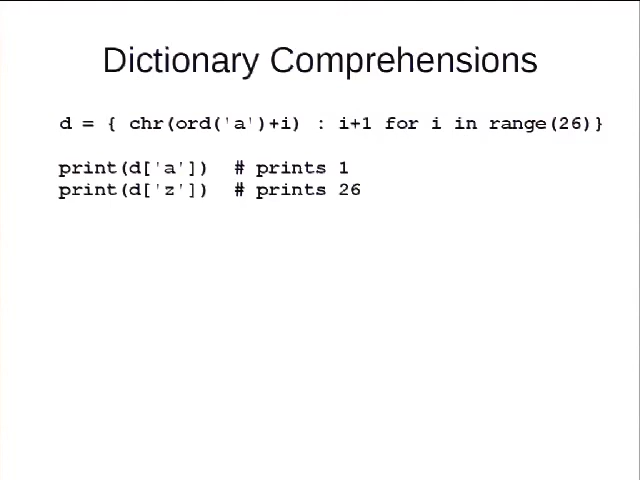 Dictionary Comprehensions
d = { chr(ord('a')+i) : i+1 for i in range(26)}
print(d['a'])  # prints 1
print(d['z'])  # prints 26